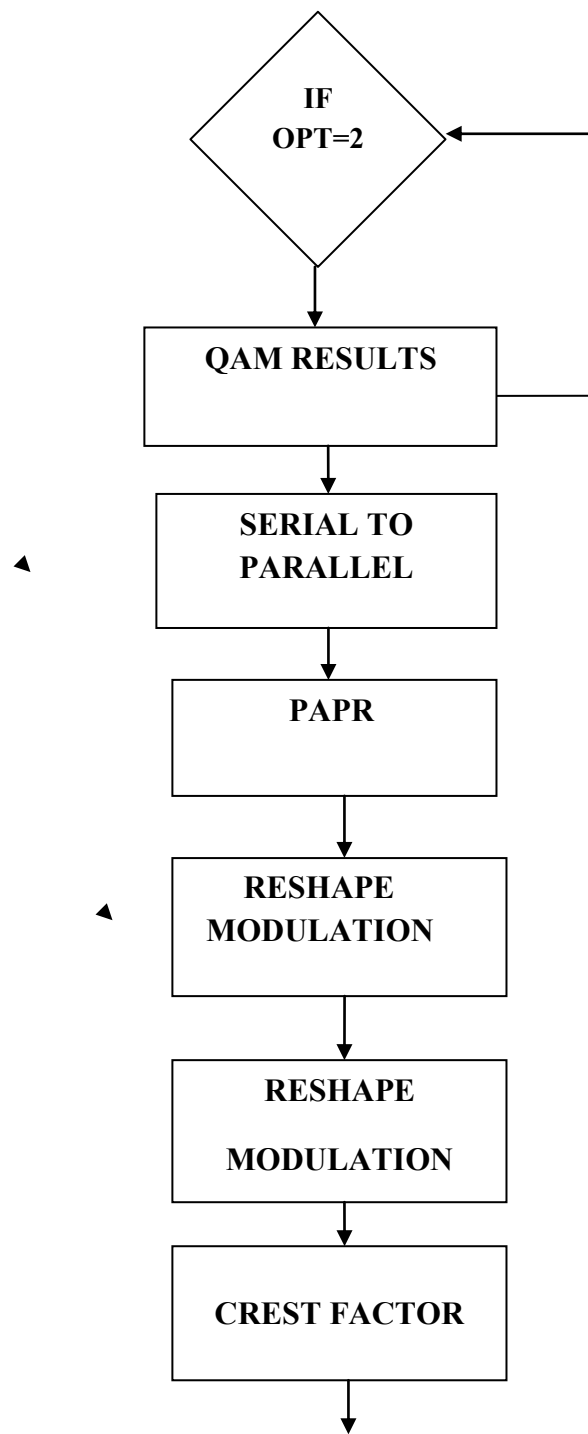 IF
OPT=2
QAM RESULTS
SERIAL TO
PARALLEL
PAPR
RESHAPE
MODULATION
RESHAPE
MODULATION
CREST FACTOR